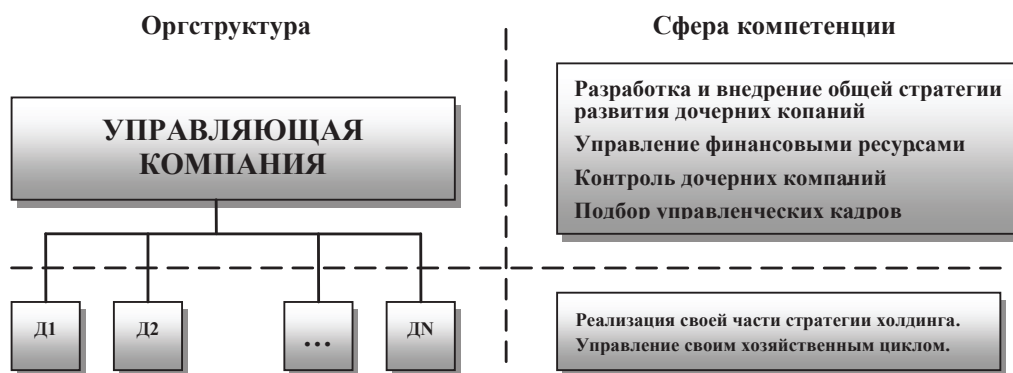 Оргструктура
Сфера компетенции
УПРАВЛЯЮЩАЯ
КОМПАНИЯ
Разработка и внедрение общей стратегии
развития дочерних копаний
Управление финансовыми ресурсами
Контроль дочерних компаний
Подбор управленческих кадров
Д1
Д2
...
ДN
Реализация своей части стратегии холдинга.
Управление своим хозяйственным циклом.